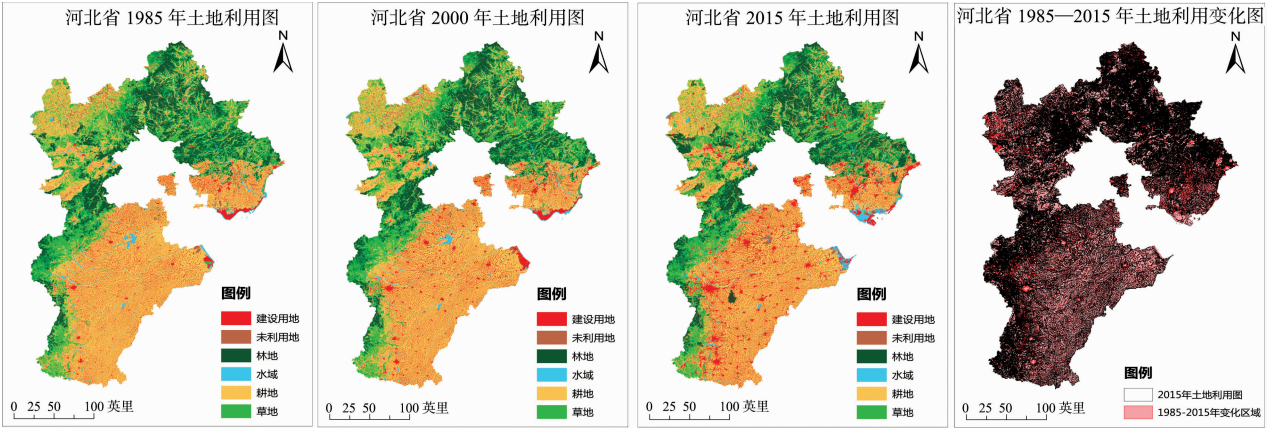 河北省 1985 年土地利用图
N
图例
建设用地
未利用地
林地
水域
耕地
草地
0 25 50 100 英里
河北省 2000 年土地利用图
N
图例
建设用地
未利用地
林地
水域
耕地
草地
0 25 50 100 英里
河北省 2015 年土地利用图
N
图例
建设用地
未利用地
林地
水域
耕地
草地
0 25 50 100 英里
河北省 1985—2015 年土地利用变化图
N
图例
2015年土地利用图
1985-2015年变化区域
0 25 50 100 英里